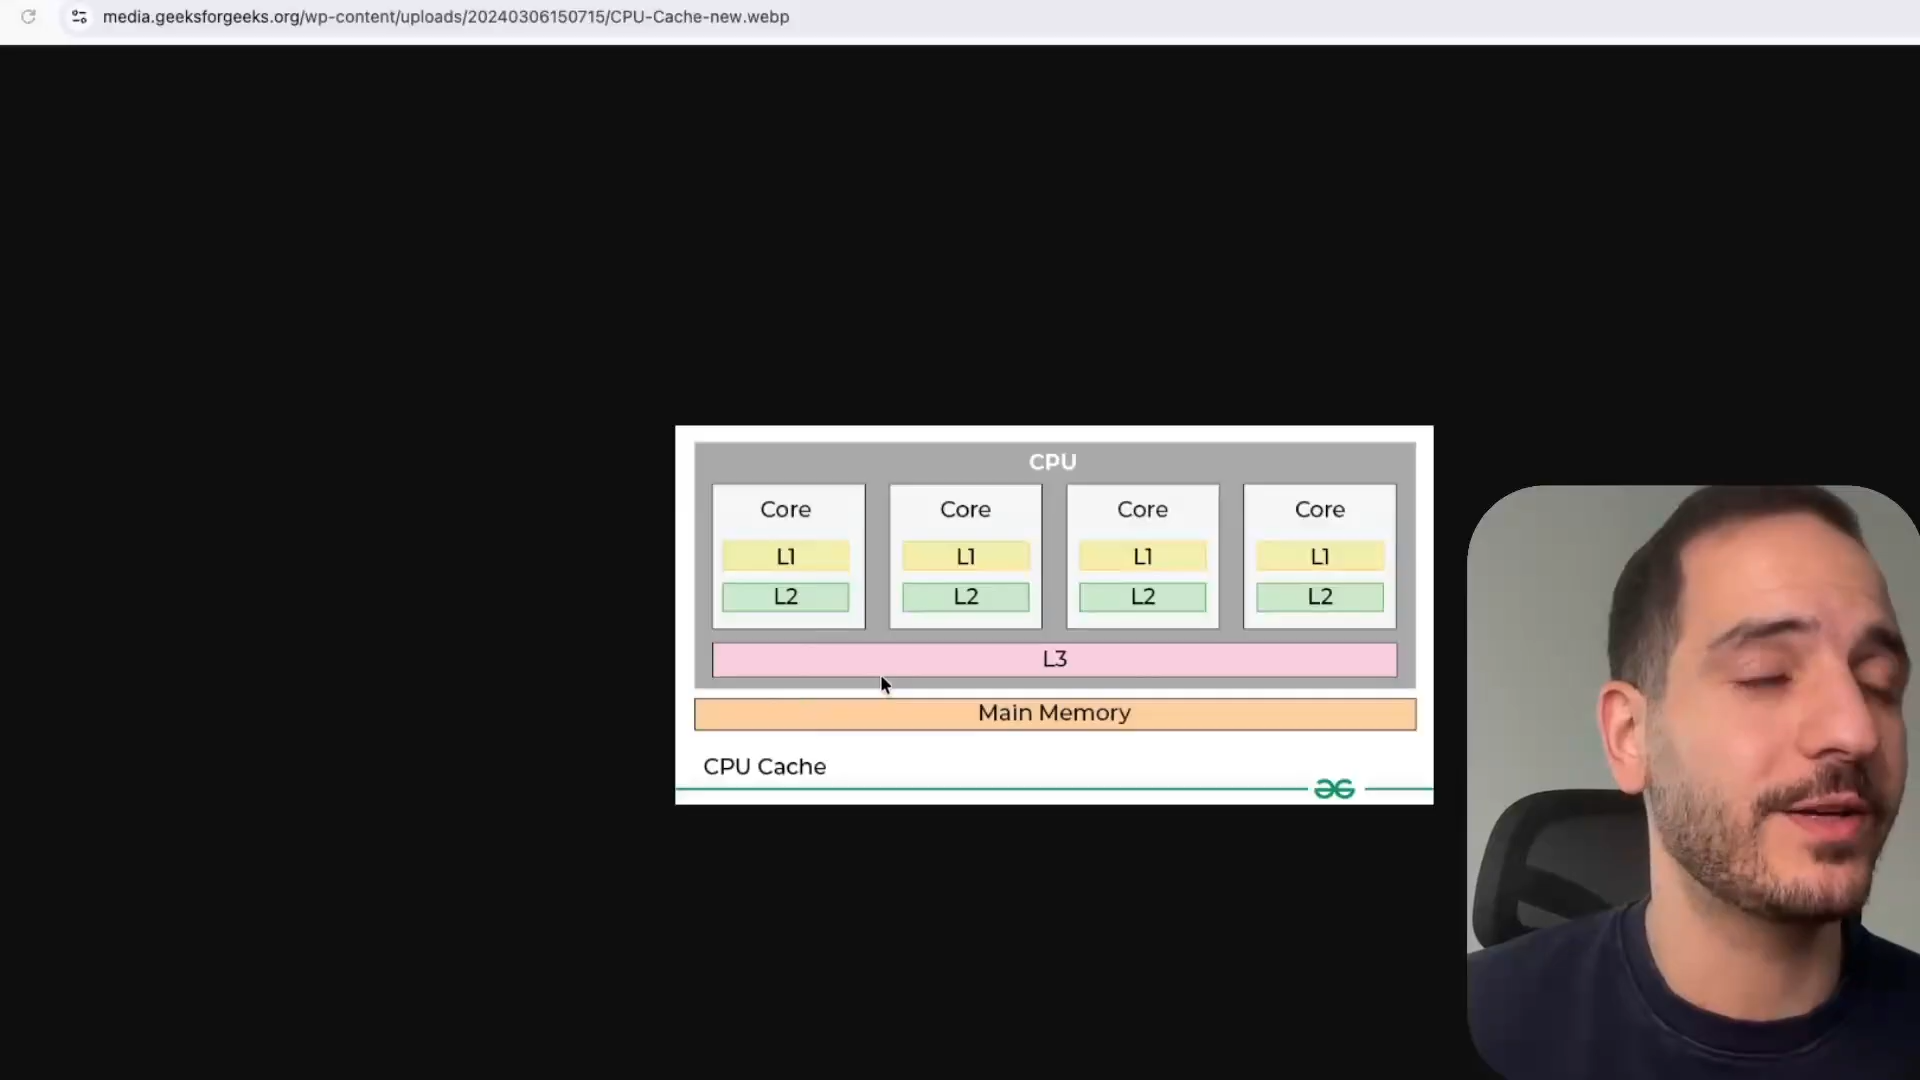 media.geeksforgeeks.org/wp-content/uploads/20240306150715/CPU-Cache-new.webp
CPU
Core Core Core Core
L1 L1 L1 L1
L2 L2 L2 L2
L3
Main Memory
CPU Cache